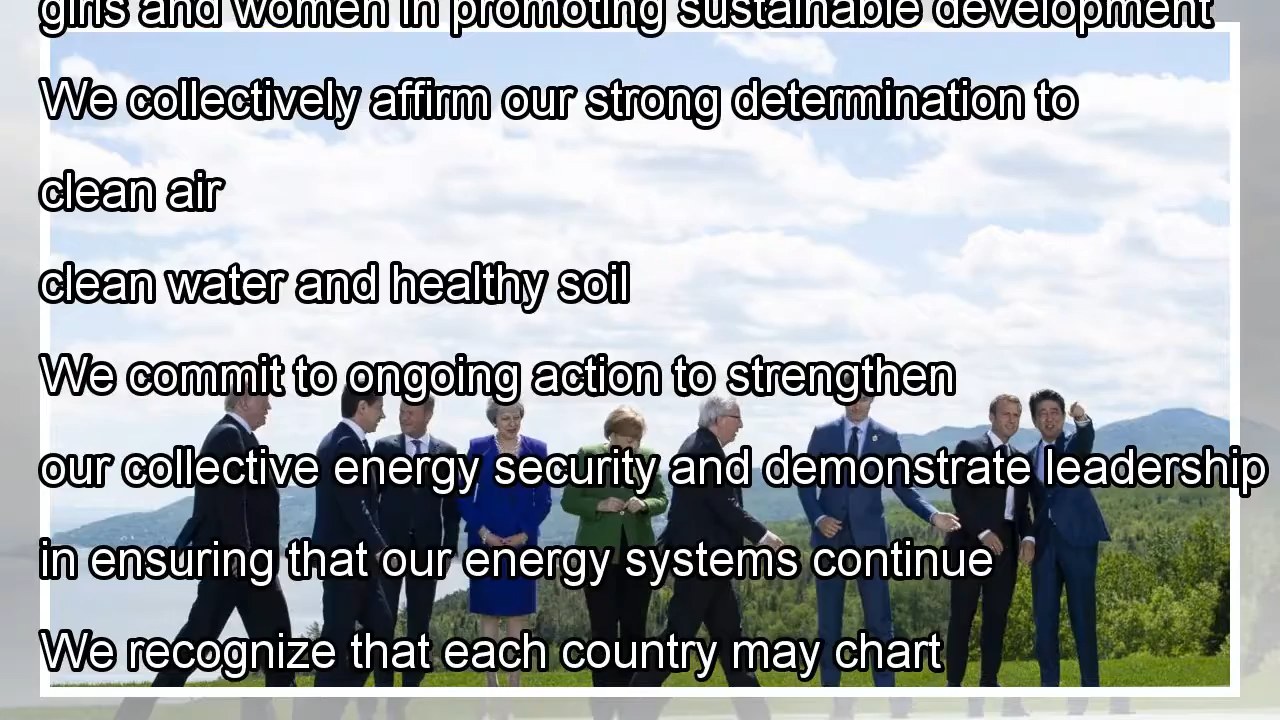 girls and women in promoting sustainable development
We collectively affirm our strong determination to
clean air
clean water and healthy soil
We commit to ongoing action to strengthen
our collective energy security and demonstrate leadership
in ensuring that our energy systems continue
We recognize that each country may chart